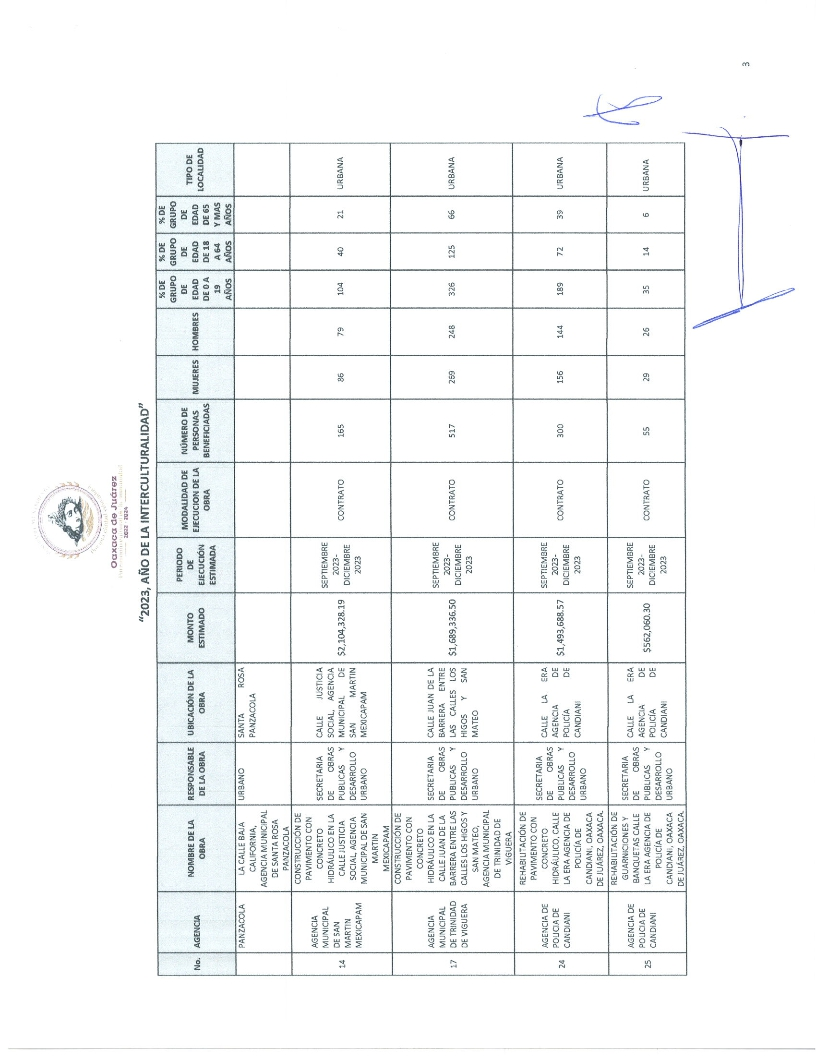 Oaxaca de Juárez
2022 2024
"2023, AÑO DE LA INTERCULTURALIDAD"
No.
AGENCIA
NOMBRE DE LA
OBRA
RESPONSABLE
DE LA OBRA
UBICACIÓN DE LA
OBRA
MONTO
ESTIMADO
PERIODO
DE
EJECUCIÓN
ESTIMADA
MODALIDAD DE
EJECUCION DE LA
OBRA
NÚMERO DE
PERSONAS
BENEFICIADAS
MUJERES
HOMBRES
% DE
GRUPO
DE
EDAD
DE 0 A
19
AÑOS
% DE
GRUPO
DE
EDAD
DE 18
A 64
AÑOS
% DE
GRUPO
DE
EDAD
DE 65
Y MAS
AÑOS
TIPO DE
LOCALIDAD
PANZACOLA
LA CALLE BAJA
CALIFORNIA,
AGENCIA MUNICIPAL
DE SANTA ROSA
PANZACOLA
URBANO
SANTA ROSA
PANZACOLA
14
AGENCIA
MUNICIPAL
DE SAN
MARTIN
MEXICAPAM
CONSTRUCCIÓN DE
PAVIMENTO CON
CONCRETO
HIDRÁULICO EN LA
CALLE JUSTICIA
SOCIAL, AGENCIA
MUNICIPAL DE SAN
MARTIN
MEXICAPAM
SECRETARIA
DE OBRAS
PUBLICAS Y
DESARROLLO
URBANO
CALLE JUSTICIA
SOCIAL, AGENCIA
MUNICIPAL DE
SAN MARTIN
MEXICAPAM
$2,104,328.19
SEPTIEMBRE
2023-
DICIEMBRE
2023
CONTRATO
165
86
79
104
40
21
URBANA
17
AGENCIA
MUNICIPAL
DE TRINIDAD
DE VIGUERA
CONSTRUCCIÓN DE
PAVIMENTO CON
CONCRETO
HIDRÁULICO EN LA
CALLE JUAN DE LA
BARRERA ENTRE LAS
CALLES LOS HIGOS Y
SAN MATEO,
AGENCIA MUNICIPAL
DE TRINIDAD DE
VIGUERA
SECRETARIA
DE OBRAS
PUBLICAS Y
DESARROLLO
URBANO
CALLE JUAN DE LA
BARRERA ENTRE
LAS CALLES LOS
HIGOS Y SAN
MATEO
$1,689,336.50
SEPTIEMBRE
2023-
DICIEMBRE
2023
CONTRATO
517
269
248
326
125
66
URBANA
24
AGENCIA DE
POLICIA DE
CANDIANI
REHABILITACIÓN DE
PAVIMENTO CON
CONCRETO
HIDRÁULICO, CALLE
LA ERA AGENCIA DE
POLICÍA DE
CANDIANI, OAXACA
DE JUÁREZ, OAXACA.
SECRETARIA
DE OBRAS
PUBLICAS Y
DESARROLLO
URBANO
CALLE LA ERA
AGENCIA DE
POLICÍA DE
CANDIANI
$1,493,688.57
SEPTIEMBRE
2023-
DICIEMBRE
2023
CONTRATO
300
156
144
189
72
39
URBANA
25
AGENCIA DE
POLICIA DE
CANDIANI
REHABILITACIÓN DE
GUARNICIONES Y
BANQUETAS CALLE
LA ERA AGENCIA DE
POLICÍA DE
CANDIANI, OAXACA
DE JUÁREZ, OAXACA.
SECRETARIA
DE OBRAS
PUBLICAS Y
DESARROLLO
URBANO
CALLE LA ERA
AGENCIA DE
POLICÍA DE
CANDIANI
$562,060.30
SEPTIEMBRE
2023-
DICIEMBRE
2023
CONTRATO
55
29
26
35
14
6
URBANA
3